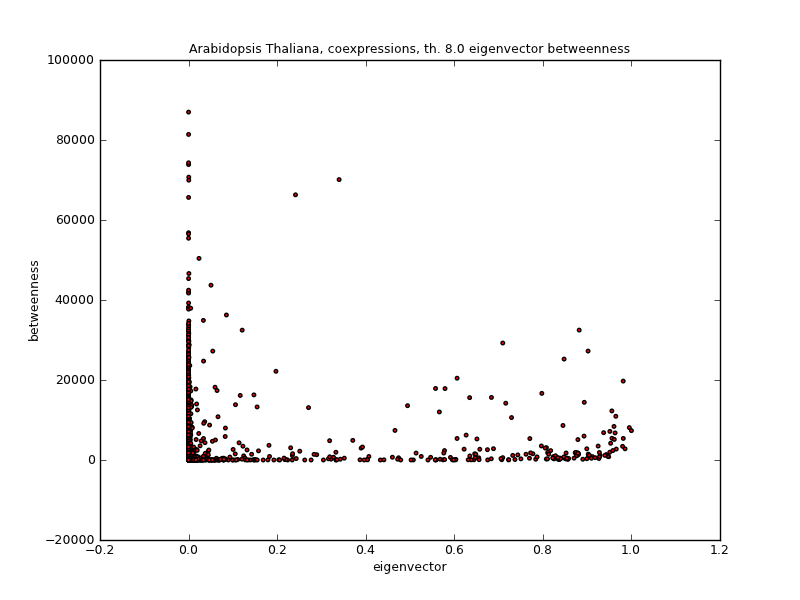 Arabidopsis Thaliana, coexpressions, th. 8.0 eigenvector betweenness
100000
80000
60000
40000
20000
0
−20000
betweenness
−0.2 0.0 0.2 0.4 0.6 0.8 1.0 1.2
eigenvector